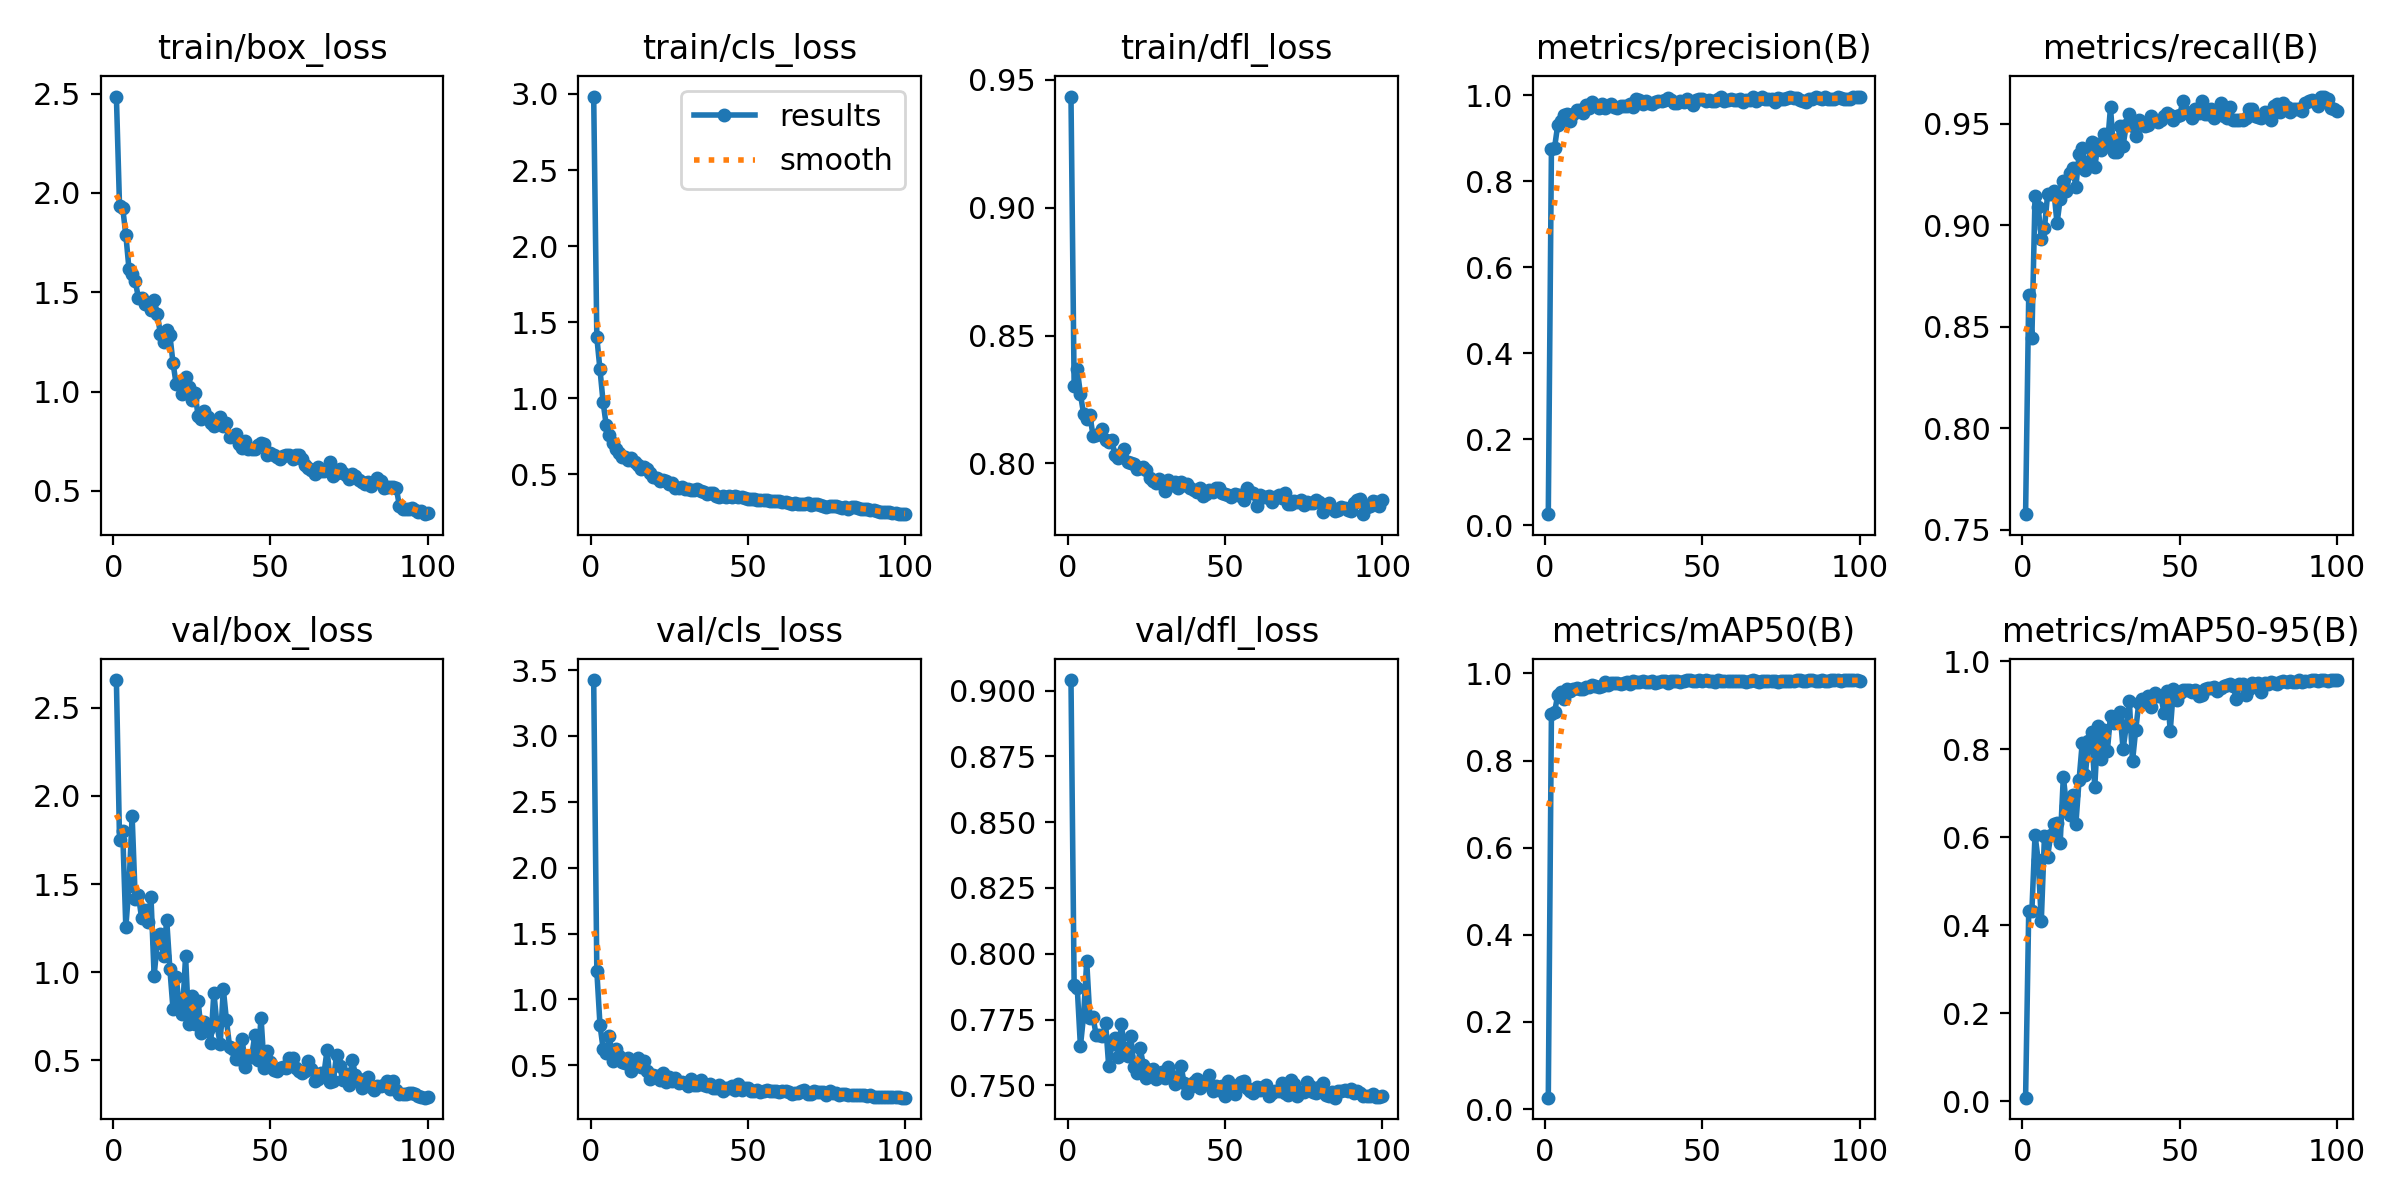 train/box_loss
2.5
2.0
1.5
1.0
0.5
0 50 100
train/cls_loss
3.0
2.5
2.0
1.5
1.0
0.5
results
smooth
0 50 100
train/dfl_loss
0.95
0.90
0.85
0.80
0 50 100
metrics/precision(B)
1.0
0.8
0.6
0.4
0.2
0.0
0 50 100
metrics/recall(B)
0.95
0.90
0.85
0.80
0.75
0 50 100
val/box_loss
2.5
2.0
1.5
1.0
0.5
0 50 100
val/cls_loss
3.5
3.0
2.5
2.0
1.5
1.0
0.5
0 50 100
val/dfl_loss
0.900
0.875
0.850
0.825
0.800
0.775
0.750
0 50 100
metrics/mAP50(B)
1.0
0.8
0.6
0.4
0.2
0.0
0 50 100
metrics/mAP50-95(B)
1.0
0.8
0.6
0.4
0.2
0.0
0 50 100